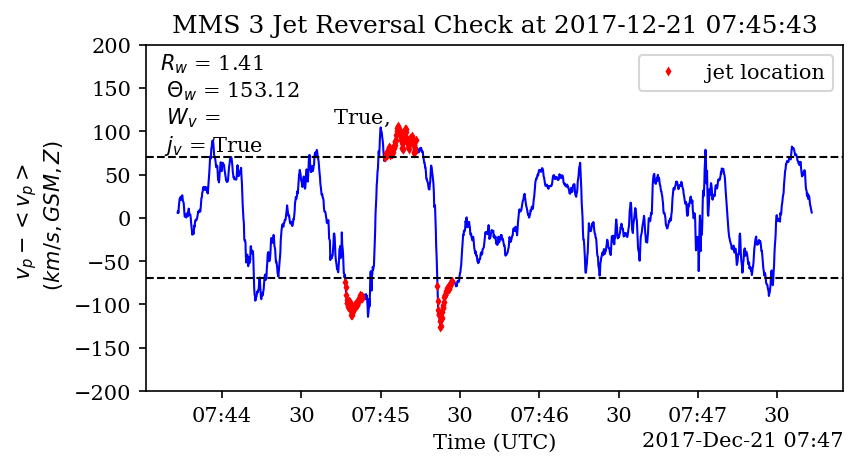 MMS 3 Jet Reversal Check at 2017-12-21 07:45:43
R_w = 1.41
Θ_w = 153.12
W_v = True,
j_v = True
jet location
v_p − < v_p >
(km/s, GSM, Z)
200
150
100
50
0
−50
−100
−150
−200
07:44 30 07:45 30 07:46 30 07:47 30
Time (UTC) 2017-Dec-21 07:47